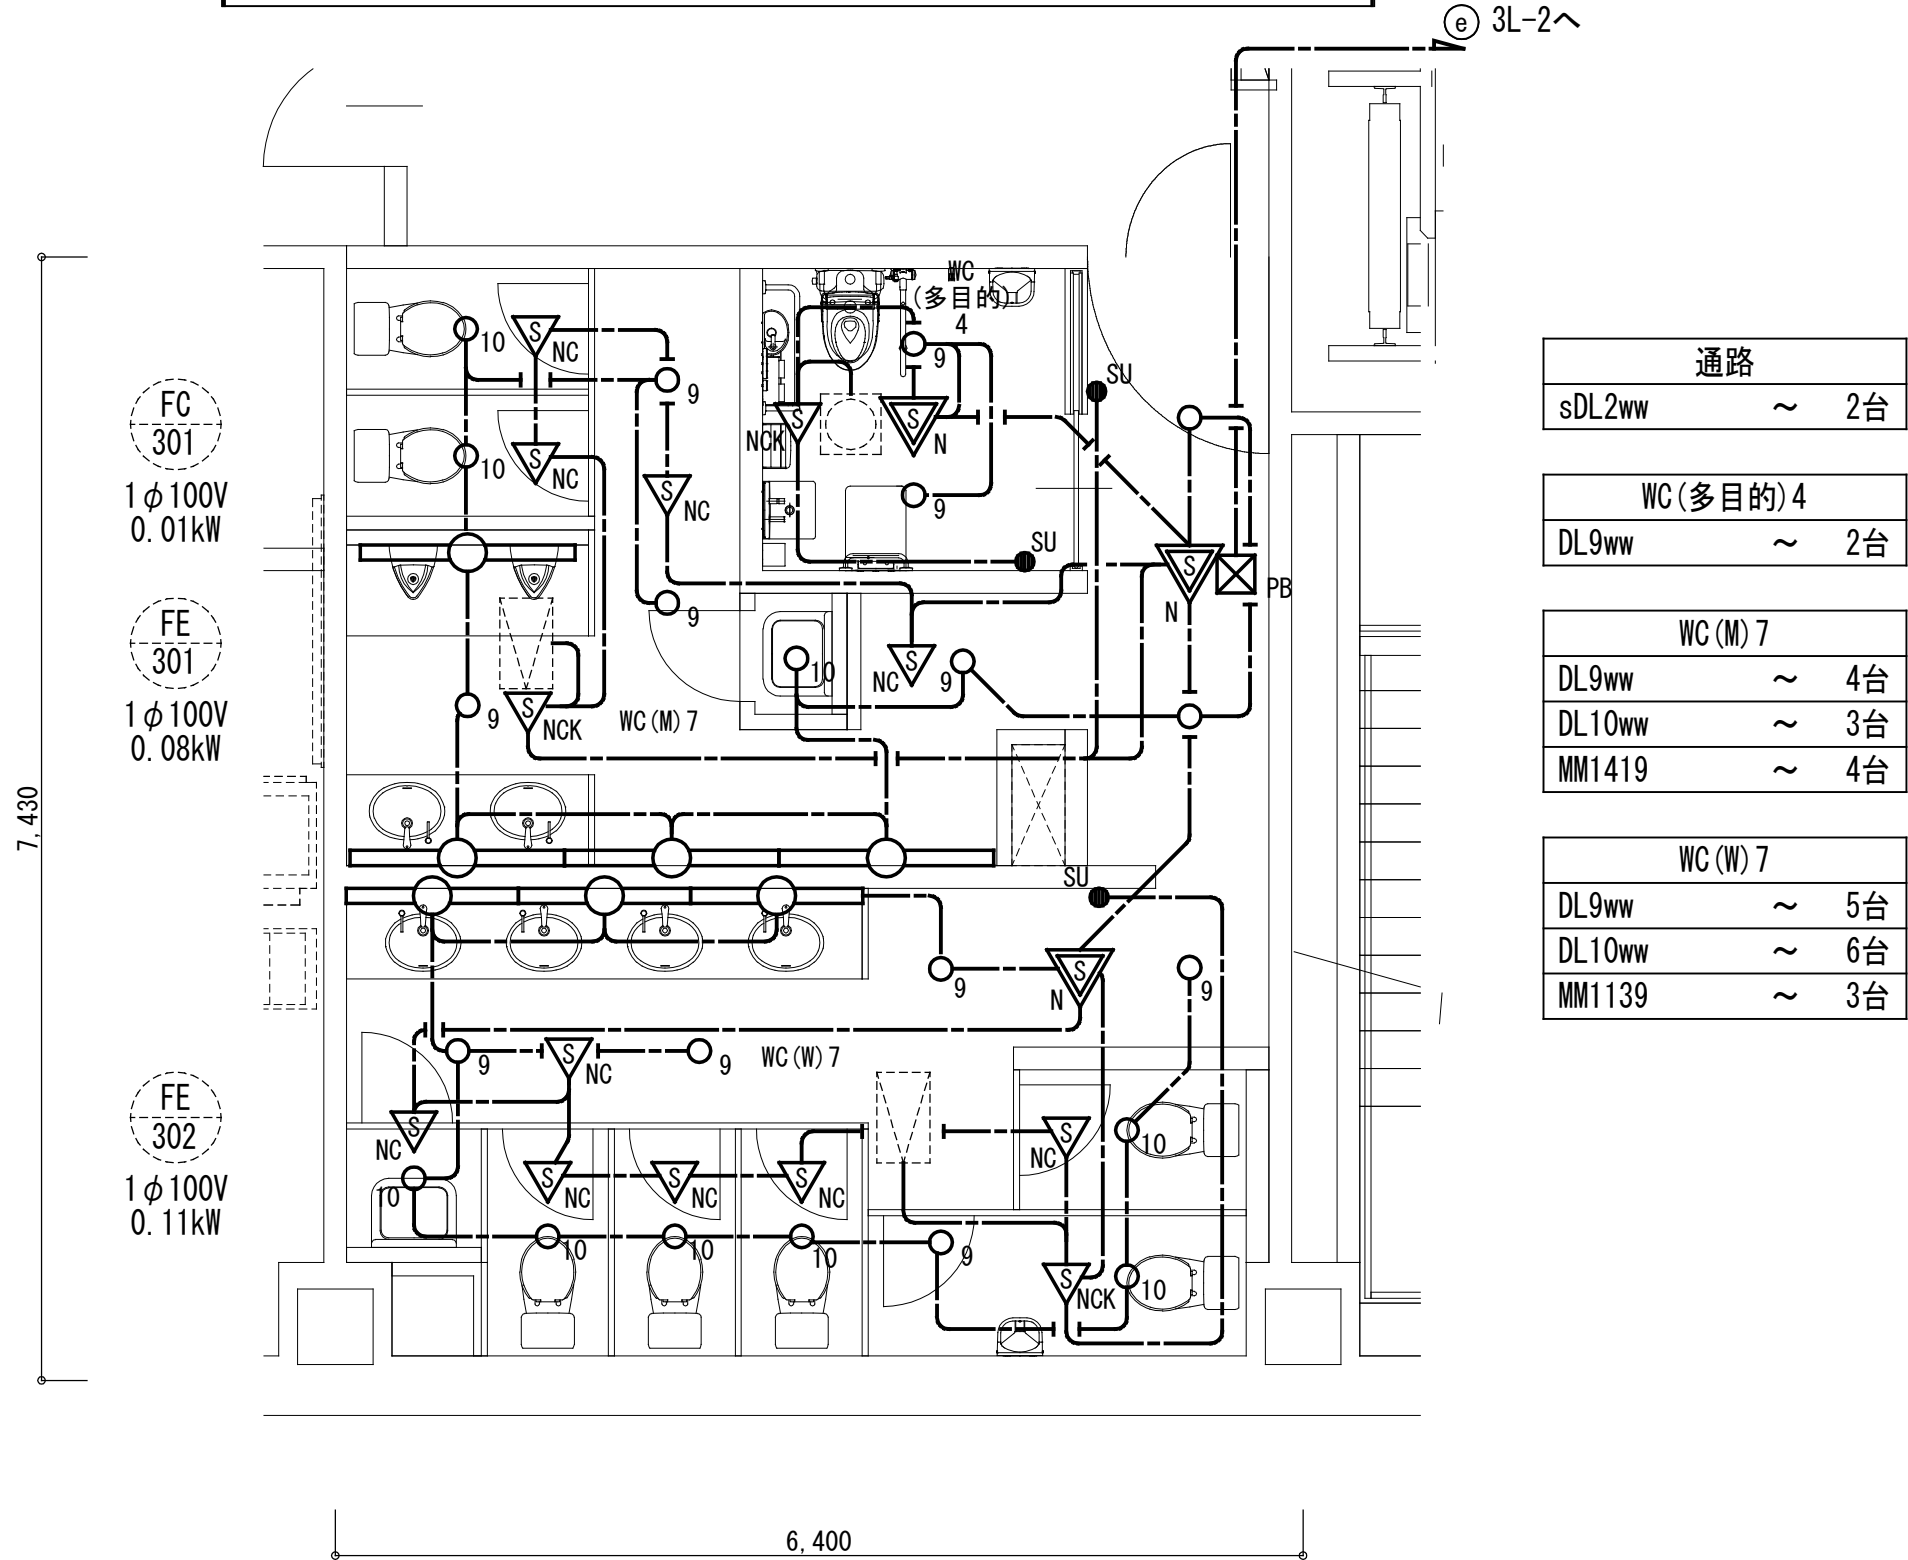 e 3L-2へ
WC
(多目的)
4
10
S
NC
9
9
SU
S
NCK
S
N
10
S
NC
S
NC
9
SU
S
N
PB
9
S
NC
10
9
9
S
NCK
WC(M)7
SU
9
S
N
9
9
S
NC
9
WC(W)7
S
NC
10
S
NC
10
S
NC
S
NC
S
NC
10
10
10
9
S
NCK
10
FC
301
1φ100V
0.01kW
FE
301
1φ100V
0.08kW
FE
302
1φ100V
0.11kW
7,430
6,400
通路
sDL2ww ～ 2台
WC(多目的)4
DL9ww ～ 2台
WC(M)7
DL9ww ～ 4台
DL10ww ～ 3台
MM1419 ～ 4台
WC(W)7
DL9ww ～ 5台
DL10ww ～ 6台
MM1139 ～ 3台